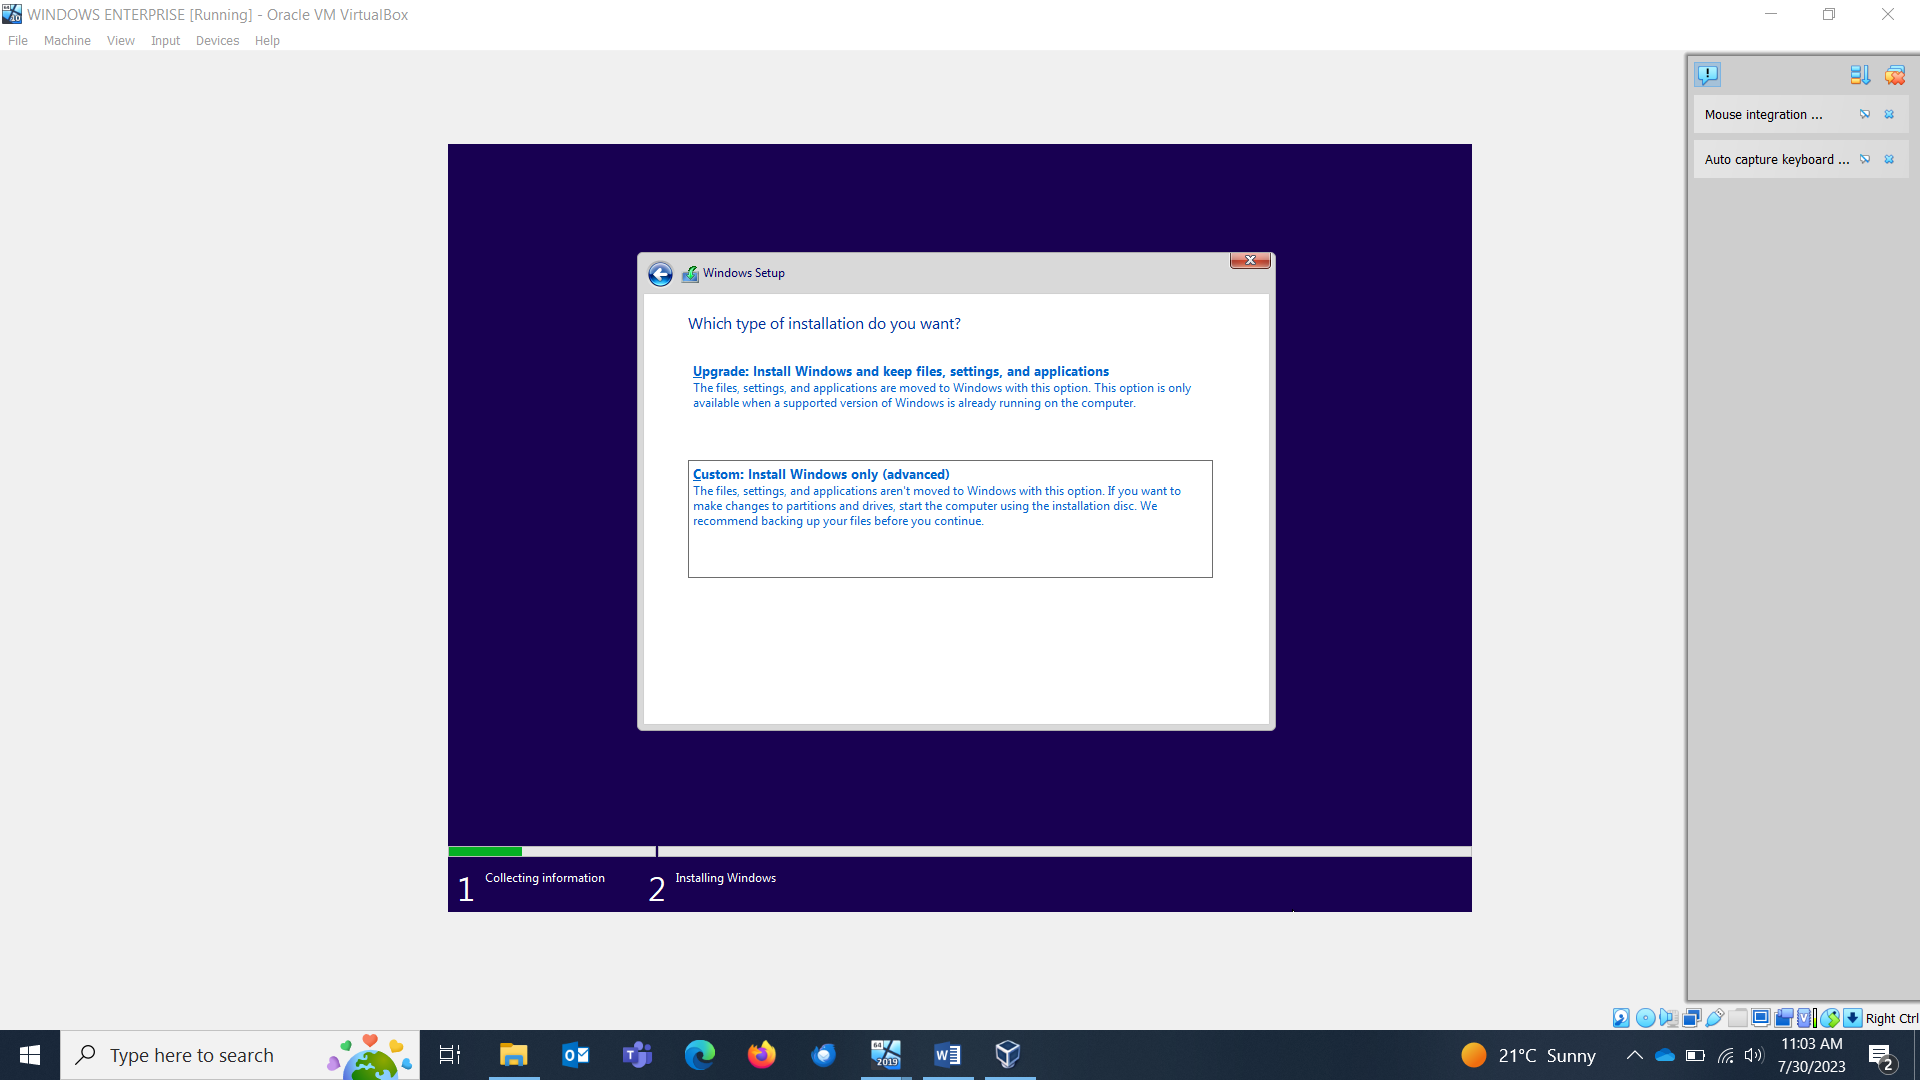 WINDOWS ENTERPRISE [Running] - Oracle VM VirtualBox
File Machine View Input Devices Help
Mouse integration ...
Auto capture keyboard ...
Windows Setup
Which type of installation do you want?
Upgrade: Install Windows and keep files, settings, and applications
The files, settings, and applications are moved to Windows with this option. This option is only
available when a supported version of Windows is already running on the computer.
Custom: Install Windows only (advanced)
The files, settings, and applications aren't moved to Windows with this option. If you want to
make changes to partitions and drives, start the computer using the installation disc. We
recommend backing up your files before you continue.
1 Collecting information 2 Installing Windows
Right Ctrl
Type here to search
21°C Sunny
11:03 AM
7/30/2023
2